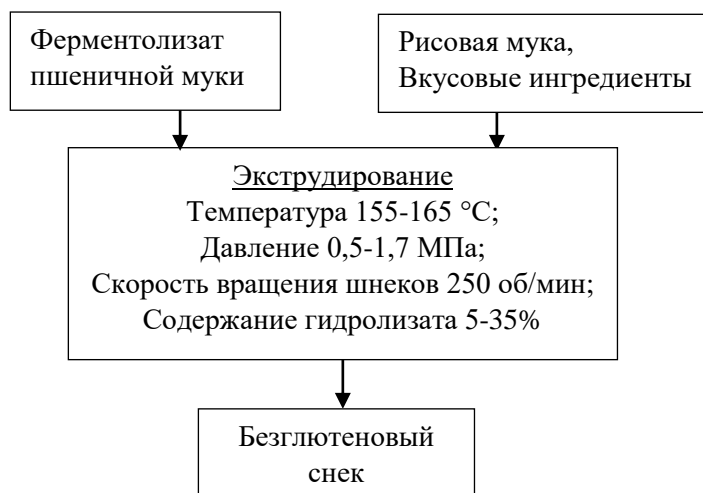 Ферментолизат
пшеничной муки
Рисовая мука,
Вкусовые ингредиенты
Экструдирование
Температура 155-165 °С;
Давление 0,5-1,7 МПа;
Скорость вращения шнеков 250 об/мин;
Содержание гидролизата 5-35%
Безглютеновый
снек